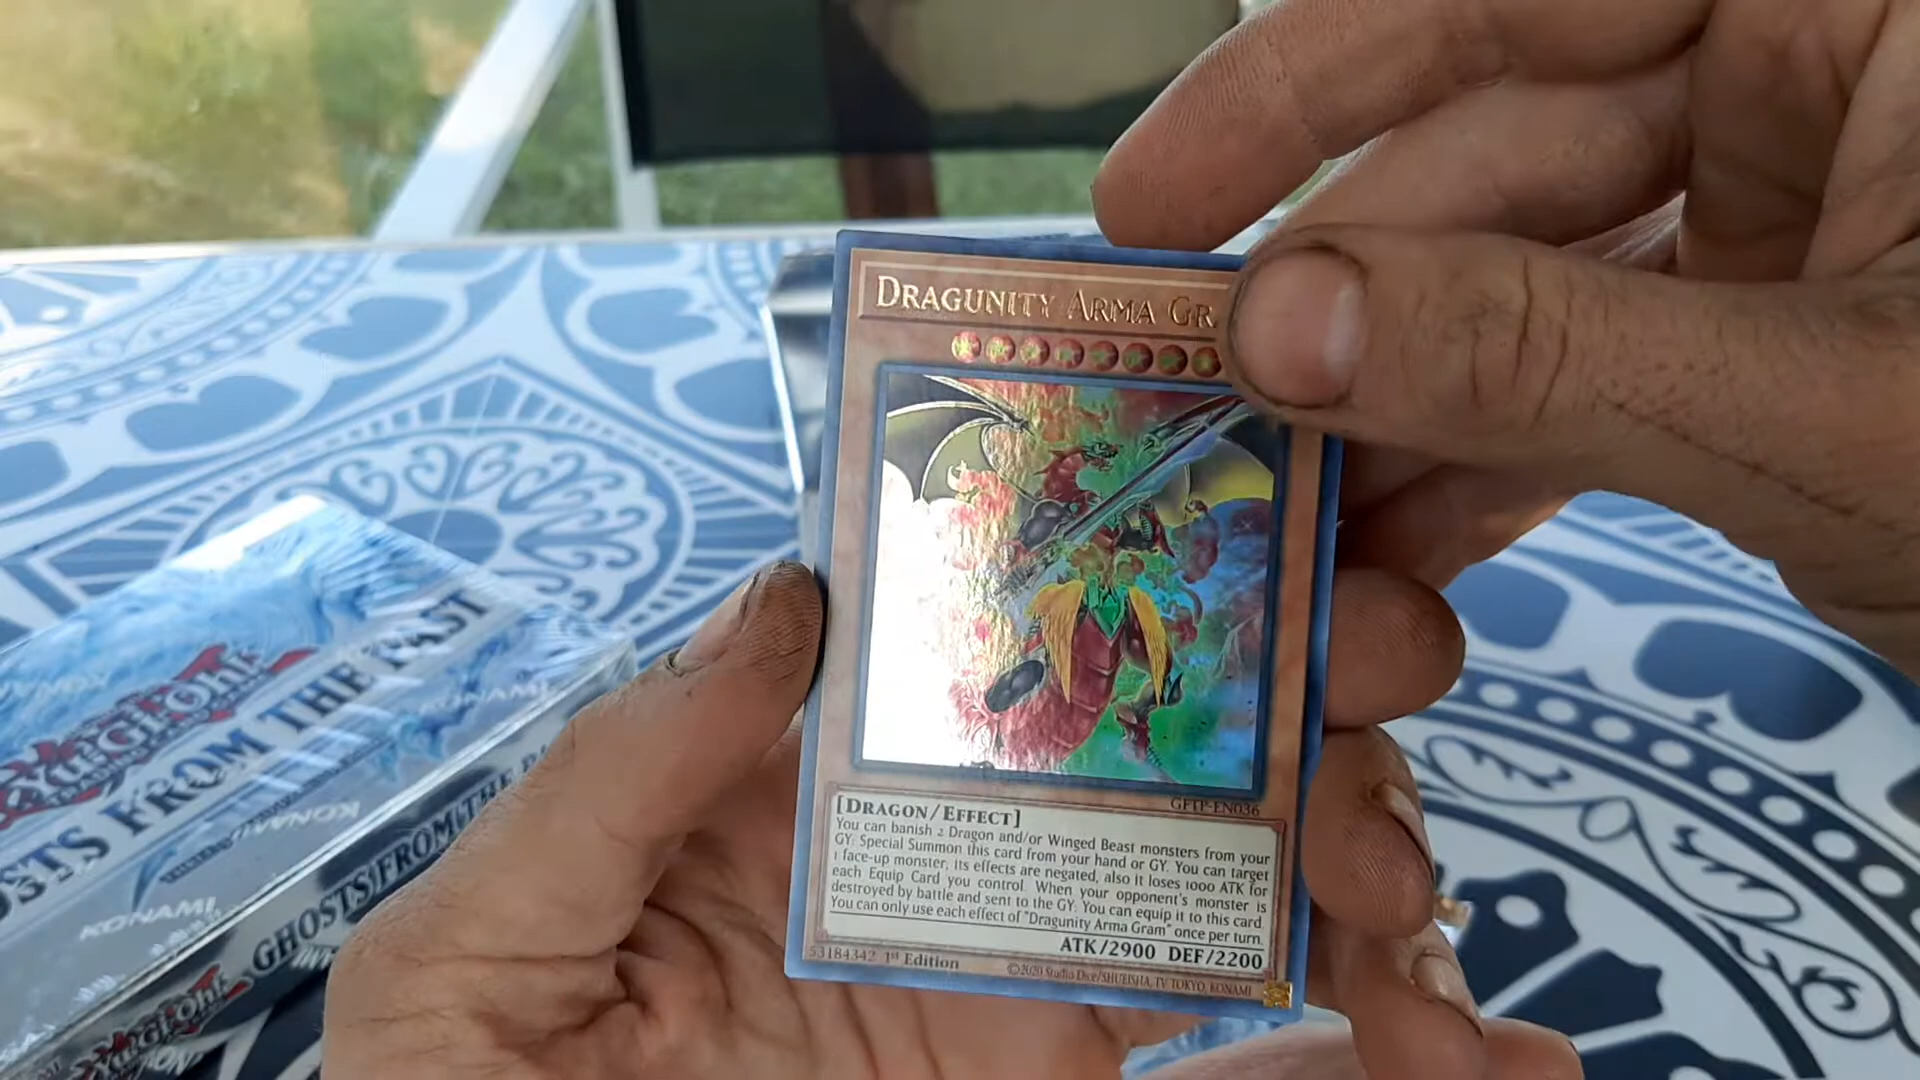 DRAGUNITY ARMA GR
GFTP-EN036
[DRAGON/EFFECT]
You can banish 2 Dragon and/or Winged Beast monsters from your
GY: Special Summon this card from your hand or GY. You can target
1 face-up monster, its effects are negated, also it loses 1000 ATK for
each Equip Card you control. When your opponent's monster is
destroyed by battle and sent to the GY: You can equip it to this card.
You can only use each effect of "Dragunity Arma Gram" once per turn.
ATK/2900 DEF/2200
53184342 1st Edition ©2020 Studio Dice/SHUEISHA, TV TOKYO, KONAMI
KONAMI
Yu-Gi-Oh!
TRADING CARD GAME
KONAMI
STS FROM THE PAST
KONAMI
KONAMI
GHOSTS FROM THE P
Yu-Gi-Oh!